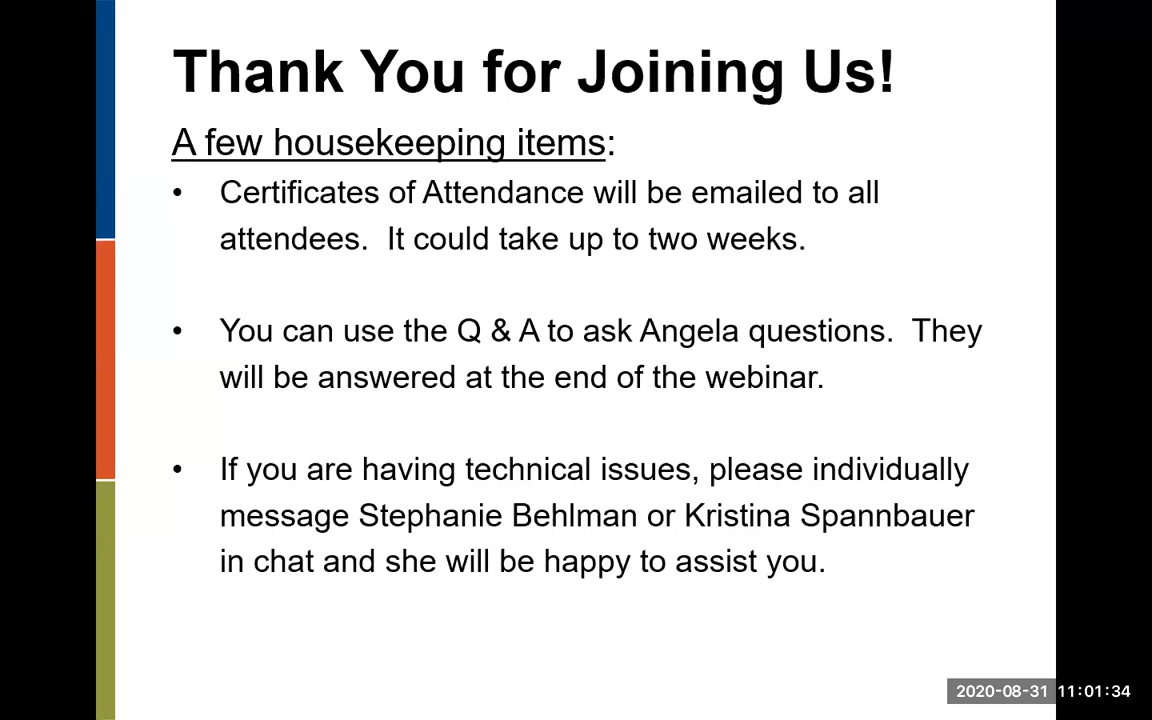 Thank You for Joining Us!
A few housekeeping items:
• Certificates of Attendance will be emailed to all
attendees.  It could take up to two weeks.
• You can use the Q & A to ask Angela questions.  They
will be answered at the end of the webinar.
• If you are having technical issues, please individually
message Stephanie Behlman or Kristina Spannbauer
in chat and she will be happy to assist you.
2020-08-31 11:01:34